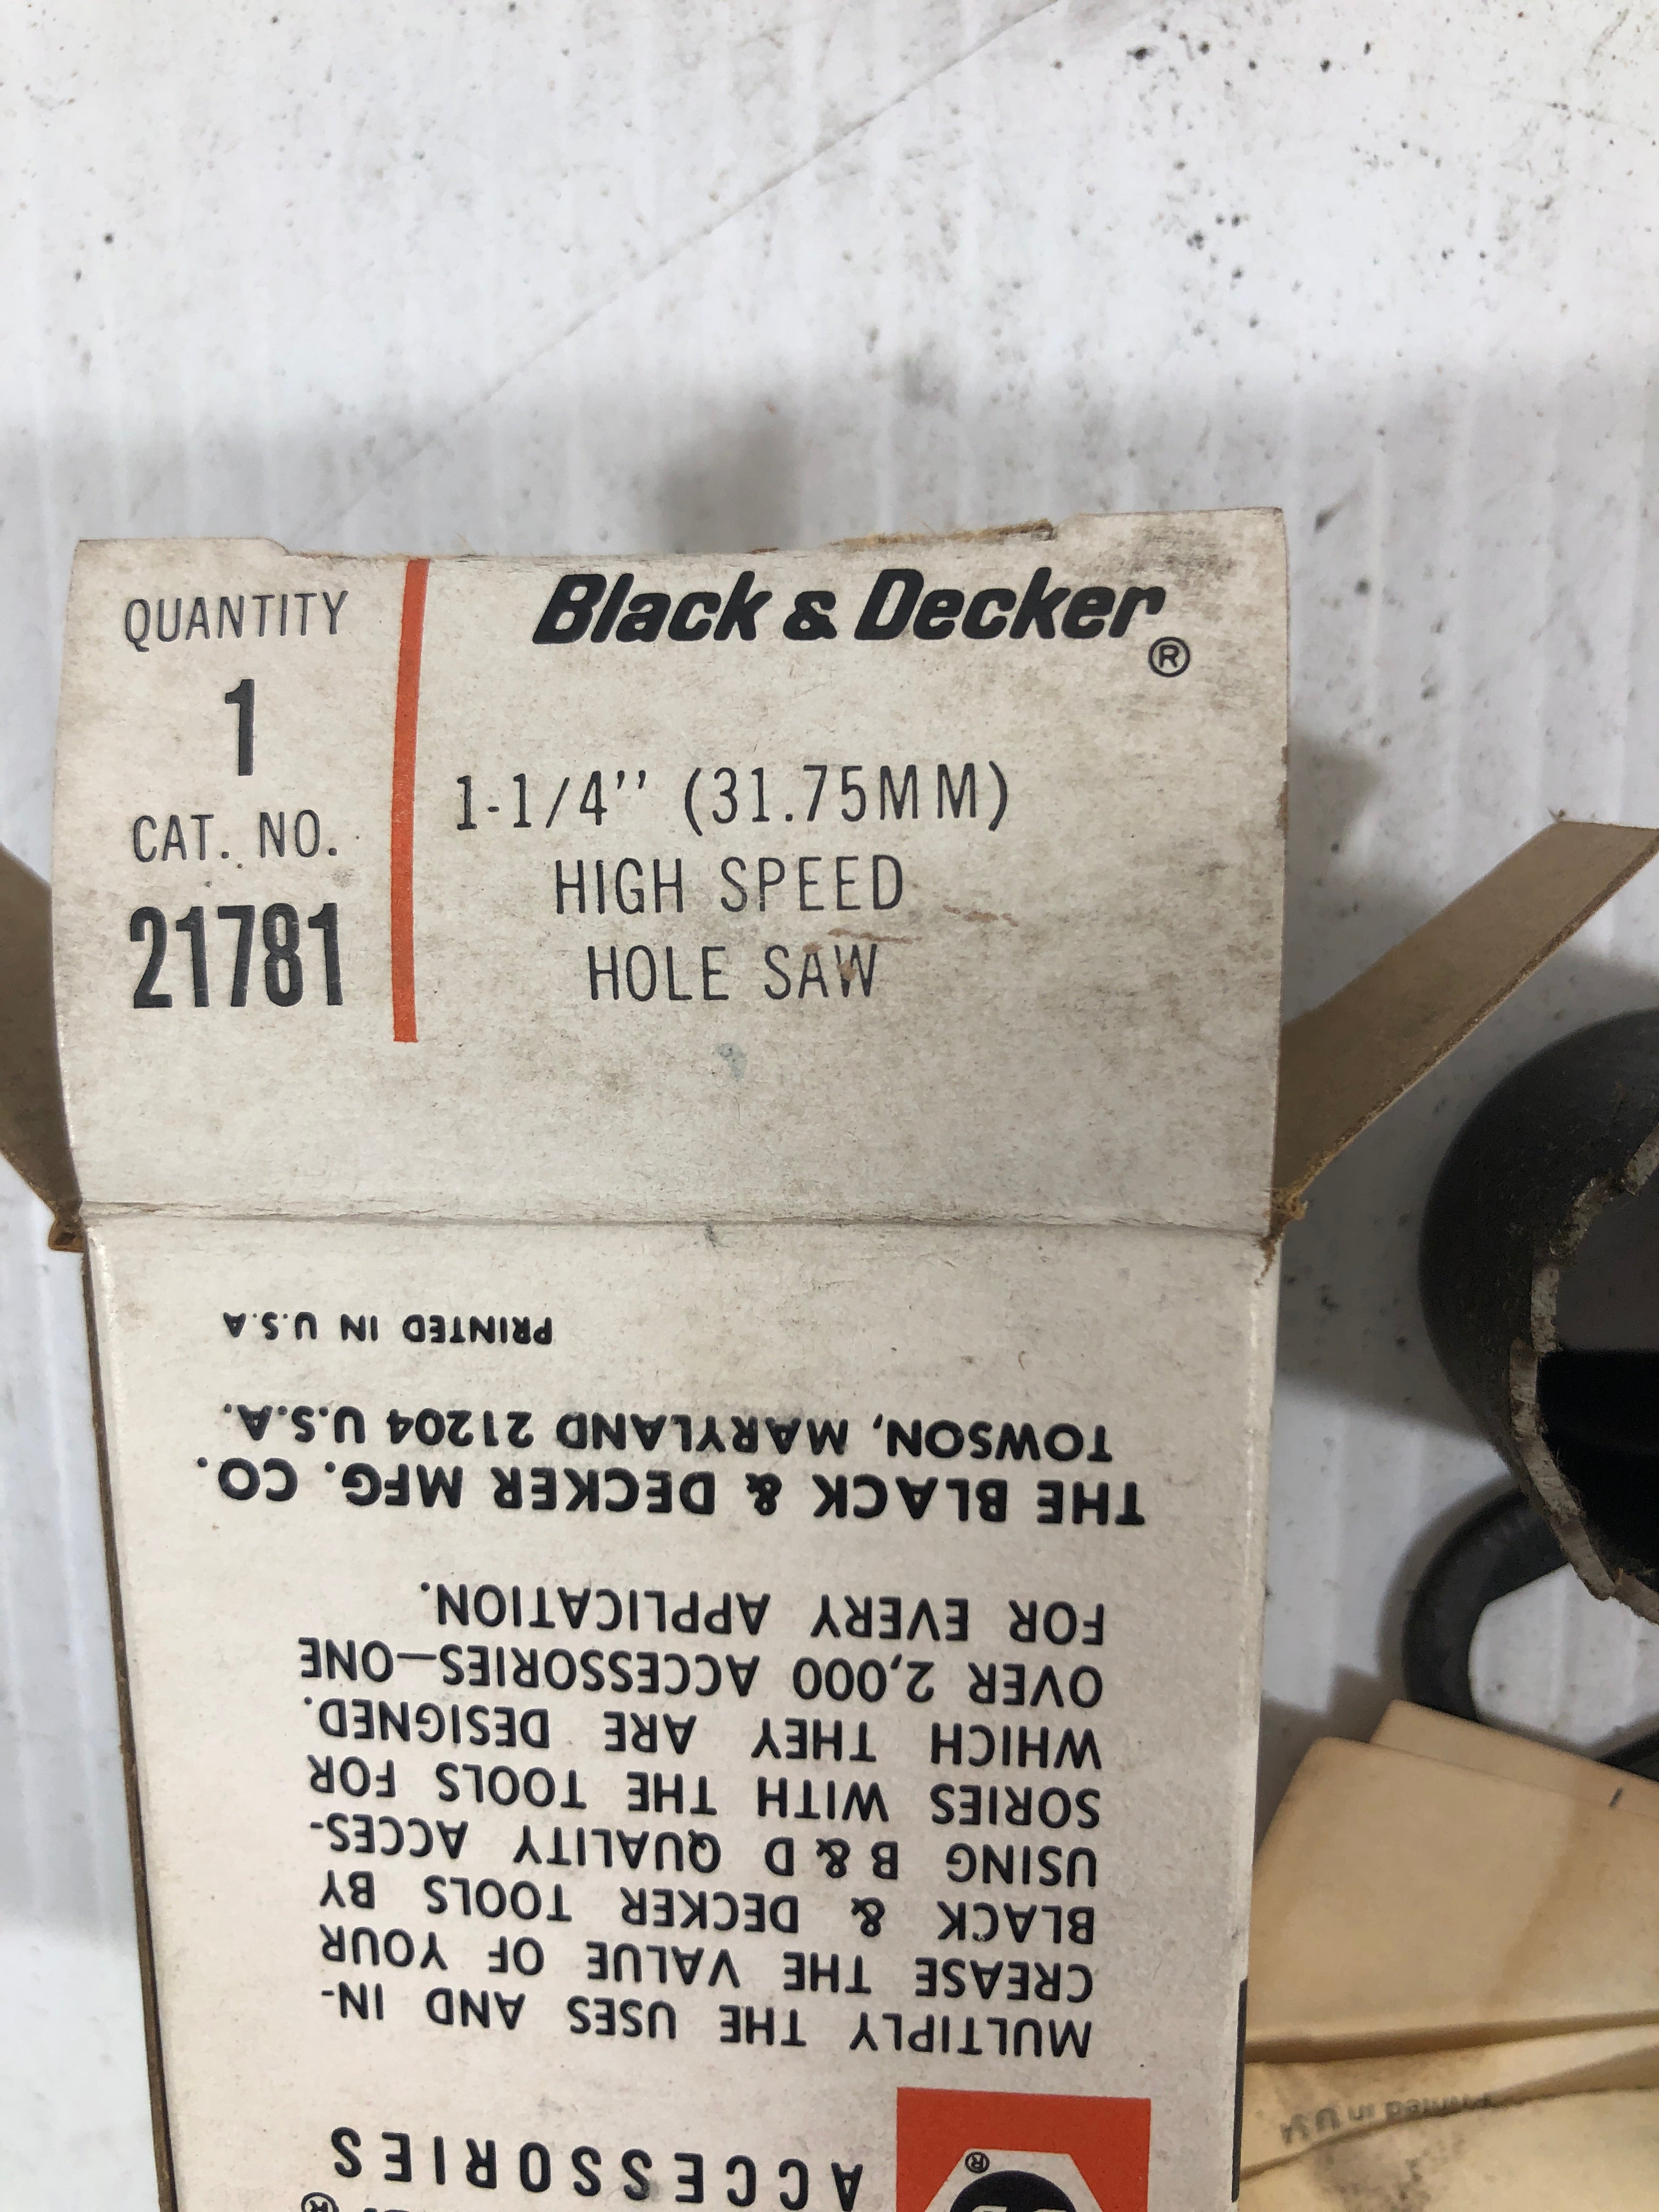 QUANTITY
1
CAT. NO.
21781
Black & Decker®
1-1/4'' (31.75MM)
HIGH SPEED
HOLE SAW
ACCESSORIES
®
MULTIPLY THE USES AND IN-
CREASE THE VALUE OF YOUR
BLACK & DECKER TOOLS BY
USING B & D QUALITY ACCES-
SORIES WITH THE TOOLS FOR
WHICH THEY ARE DESIGNED.
OVER 2,000 ACCESSORIES—ONE
FOR EVERY APPLICATION.
THE BLACK & DECKER MFG. CO.
TOWSON, MARYLAND 21204 U.S.A.
PRINTED IN U.S.A
Printed in U